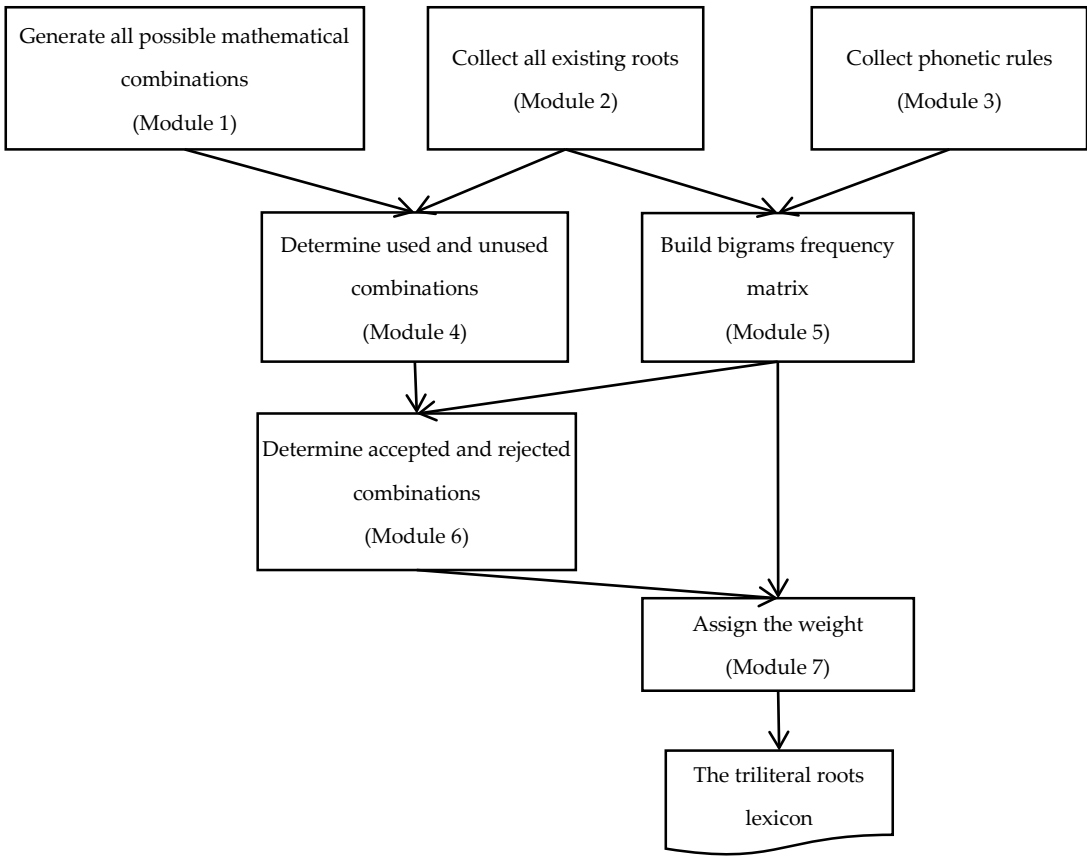 Generate all possible mathematical
combinations
(Module 1)
Collect all existing roots
(Module 2)
Collect phonetic rules
(Module 3)
Determine used and unused
combinations
(Module 4)
Build bigrams frequency
matrix
(Module 5)
Determine accepted and rejected
combinations
(Module 6)
Assign the weight
(Module 7)
The triliteral roots
lexicon